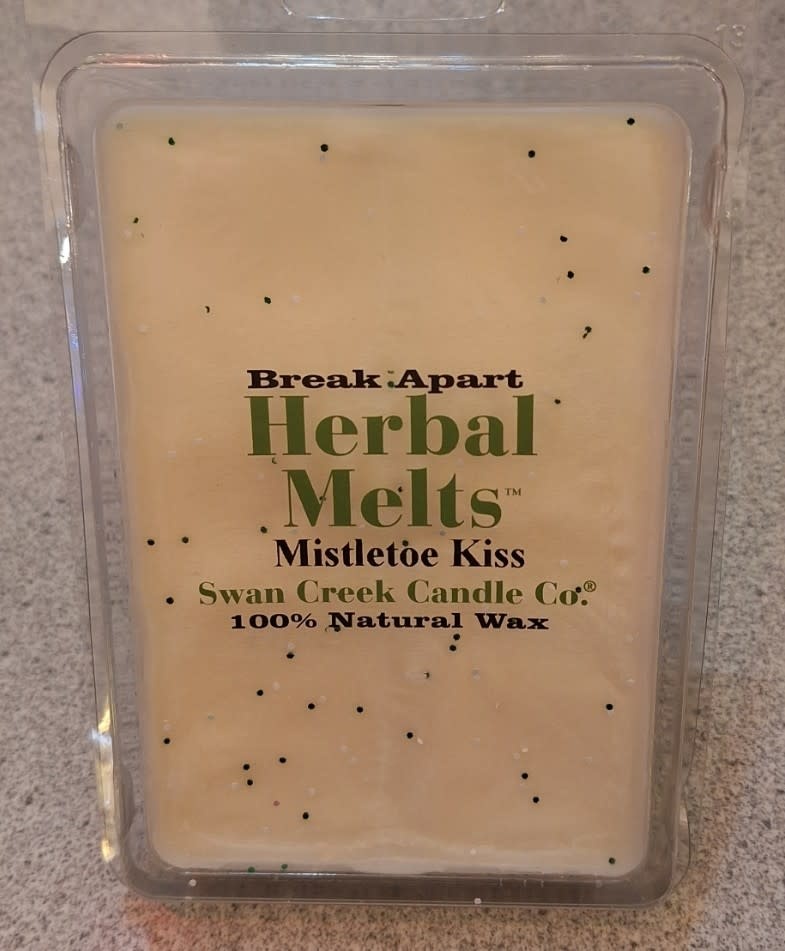 Break Apart
Herbal
Melts™
Mistletoe Kiss
Swan Creek Candle Co.®
100% Natural Wax